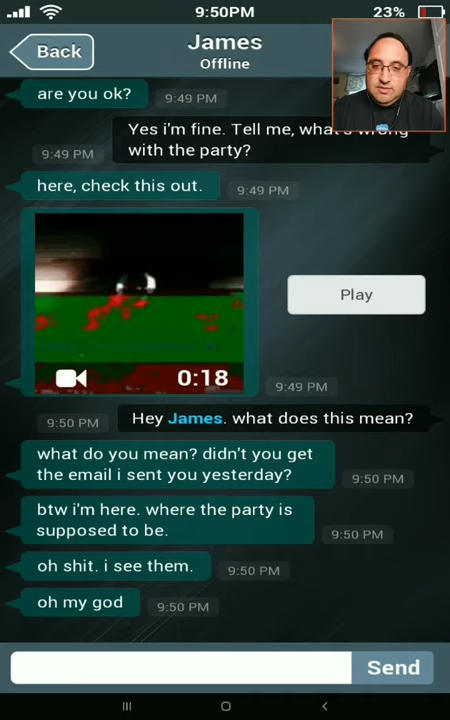 9:50PM
23%
Back
James
Offline
are you ok?
9:49 PM
Yes i'm fine. Tell me, what's wrong
with the party?
9:49 PM
here, check this out.
9:49 PM
Play
0:18
9:49 PM
Hey James. what does this mean?
9:50 PM
what do you mean? didn't you get
the email i sent you yesterday?
9:50 PM
btw i'm here. where the party is
supposed to be.
9:50 PM
oh shit. i see them.
9:50 PM
oh my god
9:50 PM
Send